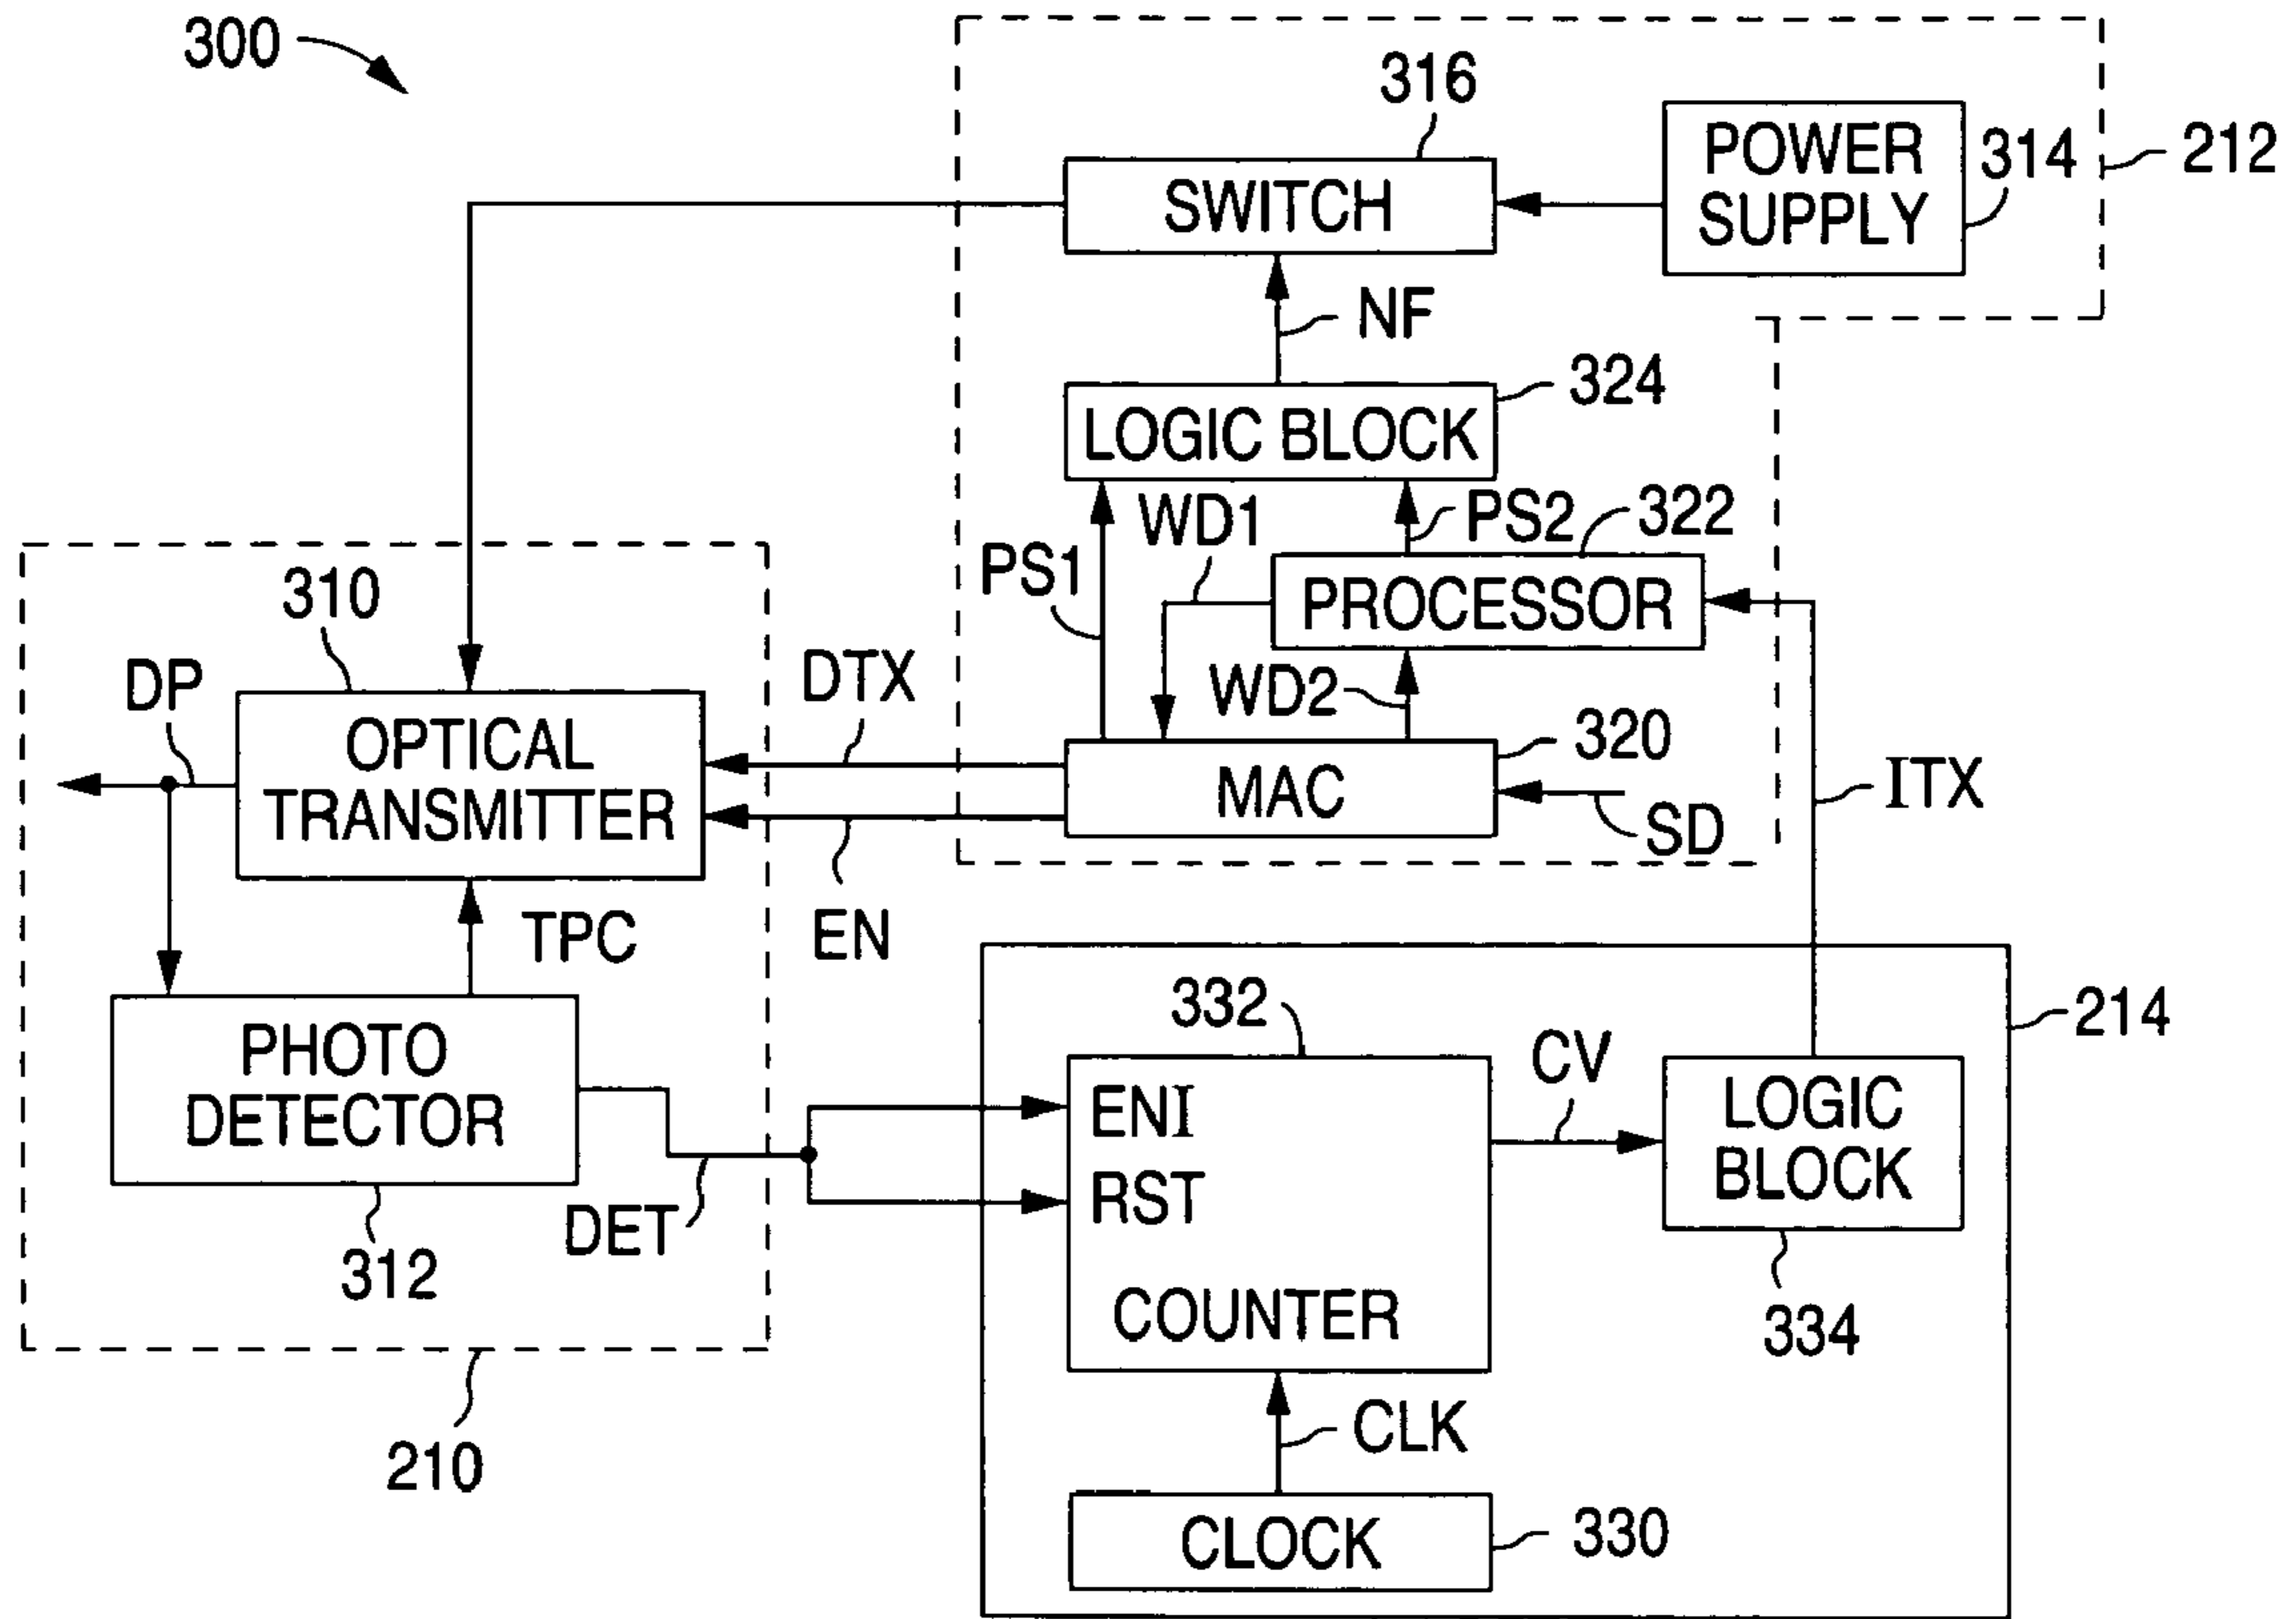 300
316
POWER
SUPPLY
314
212
SWITCH
NF
324
LOGIC BLOCK
WD1
PS2
322
PS1
PROCESSOR
310
DP
DTX
WD2
320
OPTICAL
TRANSMITTER
MAC
SD
ITX
EN
TPC
332
214
PHOTO
DETECTOR
CV
LOGIC
BLOCK
ENI
RST
DET
312
COUNTER
334
210
CLK
CLOCK
330